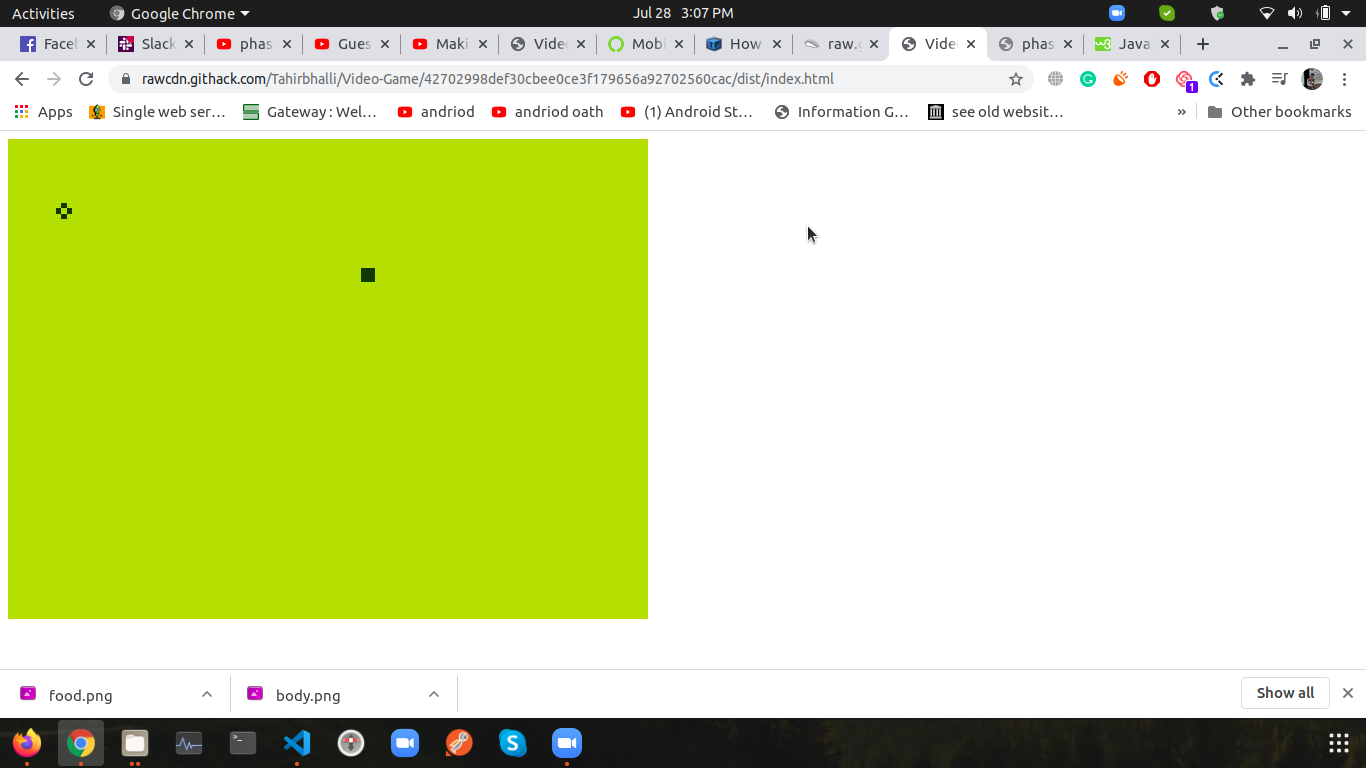 Activities Google Chrome Jul 28 3:07 PM
Facel Slack phas Gues Maki Vide Mobi How raw. Vide phas Java
rawcdn.githack.com/Tahirbhalli/Video-Game/42702998def30cbee0ce3f179656a92702560cac/dist/index.html
1
Apps Single web ser... Gateway : Wel... andriod andriod oath (1) Android St... Information G... see old websit... » Other bookmarks
food.png body.png Show all